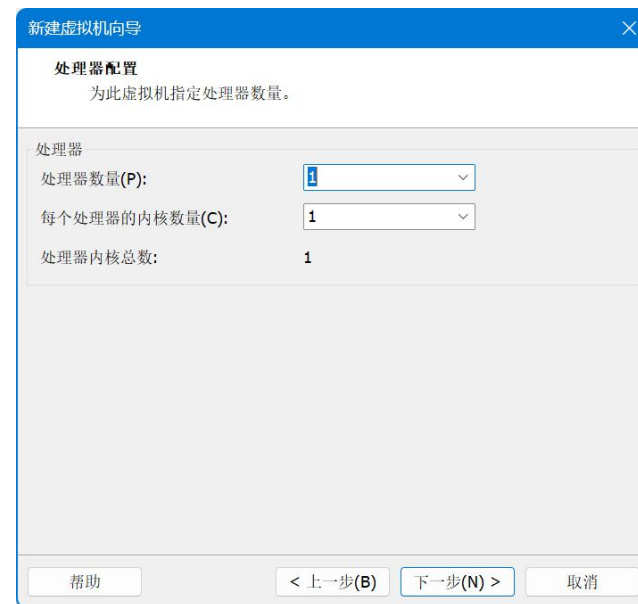 新建虚拟机向导
处理器配置
为此虚拟机指定处理器数量。
处理器
处理器数量(P): 1
每个处理器的内核数量(C): 1
处理器内核总数: 1
帮助 < 上一步(B) 下一步(N) > 取消